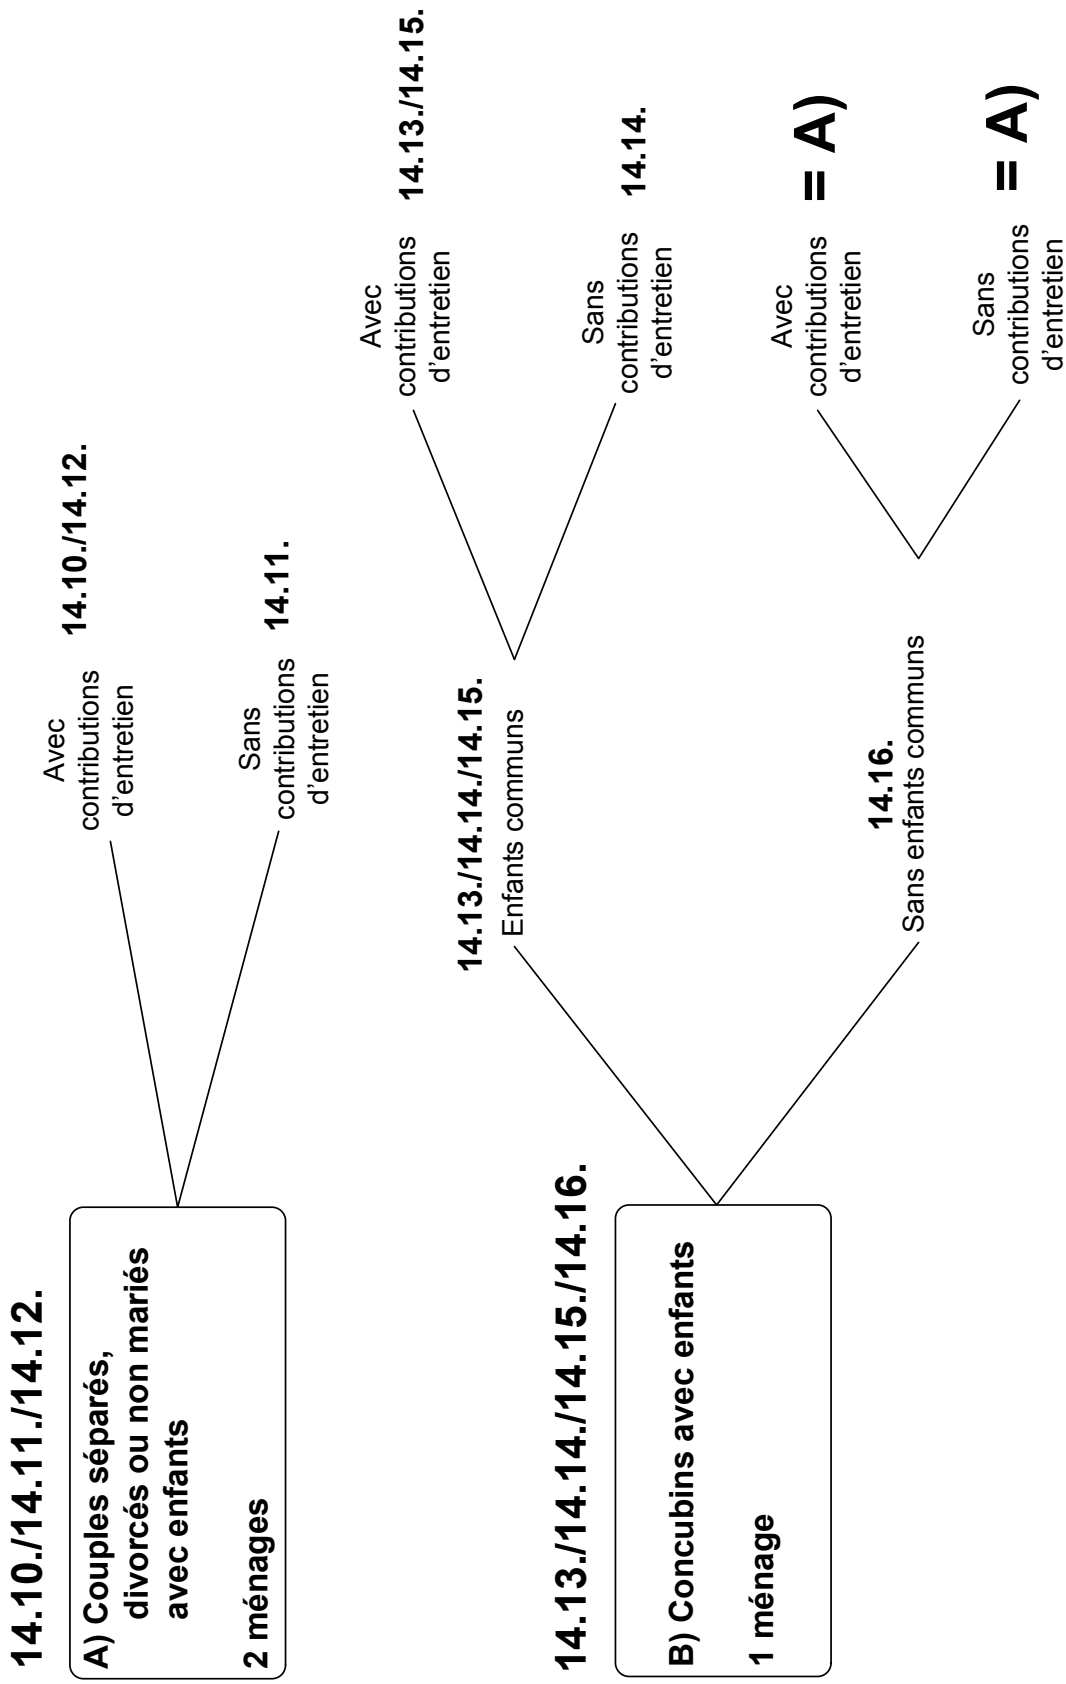 14.10./14.11./14.12.
A) Couples séparés,
divorcés ou non mariés
avec enfants
2 ménages
Avec
contributions
d'entretien
14.10./14.12.
Sans
contributions
d'entretien
14.11.
14.13./14.14./14.15./14.16.
B) Concubins avec enfants
1 ménage
14.13./14.14./14.15.
Enfants communs
Avec
contributions
d'entretien
14.13./14.15.
Sans
contributions
d'entretien
14.14.
14.16.
Sans enfants communs
Avec
contributions
d'entretien
= A)
Sans
contributions
d'entretien
= A)